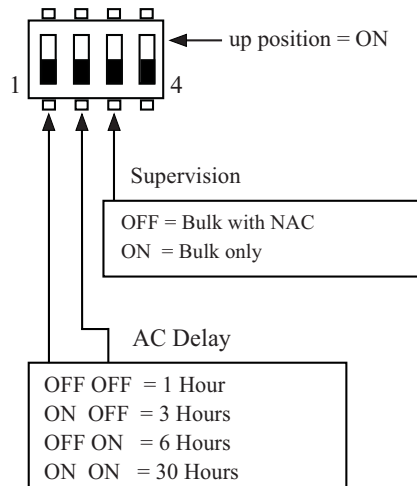 up position = ON
1 4
Supervision
OFF = Bulk with NAC
ON = Bulk only
AC Delay
OFF OFF = 1 Hour
ON OFF = 3 Hours
OFF ON = 6 Hours
ON ON = 30 Hours